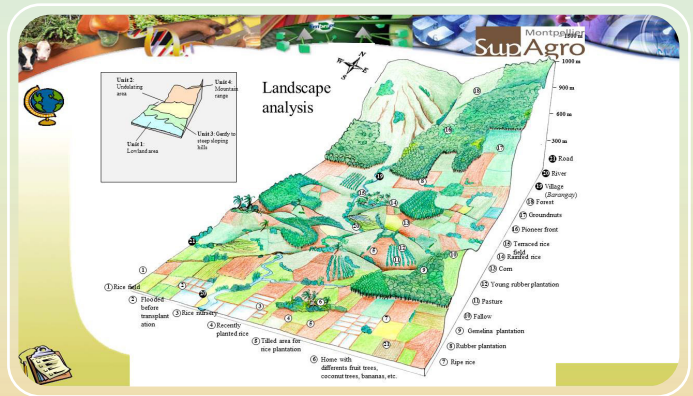 Montpellier
SupAgro
Landscape
analysis
N
W
E
S
Unit 2:
Undulating
area
Unit 4:
Mountain
range
Unit 3: Gently to
steep sloping
hills
Unit 1:
Lowland area
1000 m
900 m
600 m
300 m
21 Road
20 River
19 Village
(Barangay)
18 Forest
17 Groundnuts
16 Pioneer front
15 Terraced rice
field
14 Rainfed rice
13 Corn
12 Young rubber plantation
11 Pasture
10 Fallow
9 Gemelina plantation
8 Rubber plantation
7 Ripe rice
1 Rice field
2 Flooded
before
transplant
ation
3 Rice nursery
4 Recently
planted rice
5 Tilled area for
rice plantation
6 Home with
differents fruit trees,
coconut trees, bananas, etc.